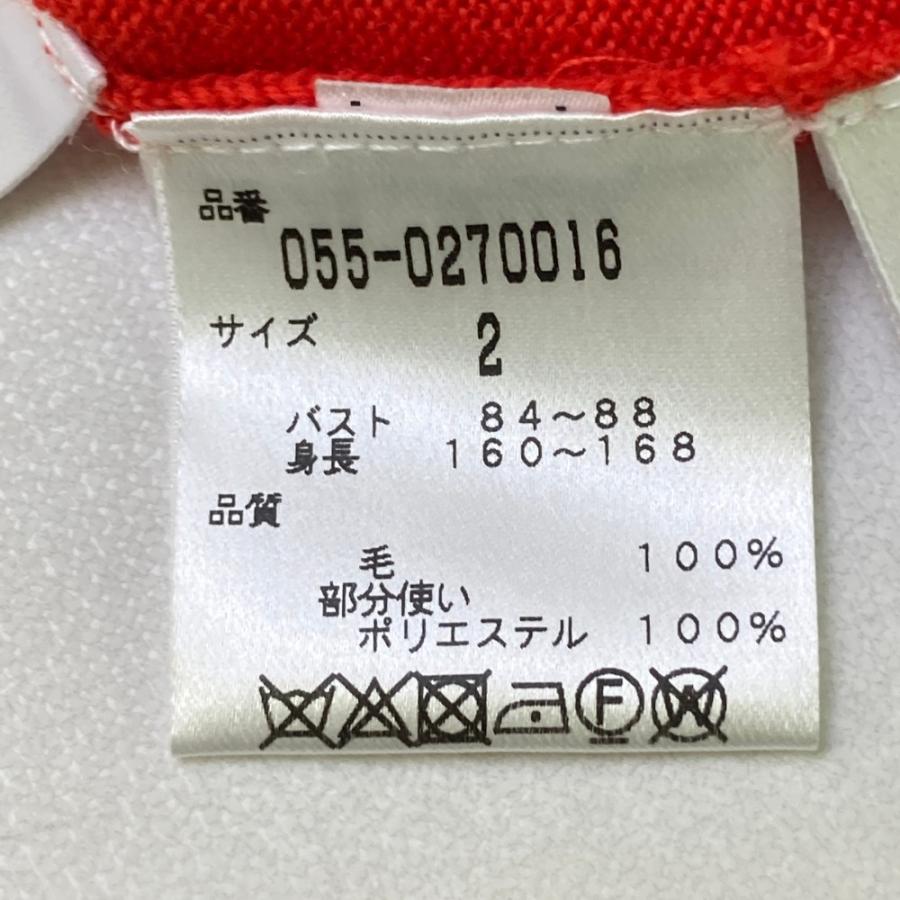 品番
055-0270016
サイズ 2
バスト 84~88
身長 160~168
品質
毛 100%
部分使い
ポリエステル 100%
F W